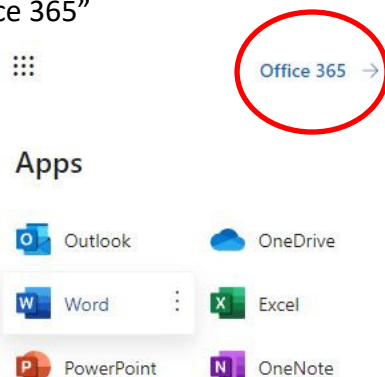 ce 365”
Office 365 →
Apps
Outlook OneDrive
Word Excel
PowerPoint OneNote